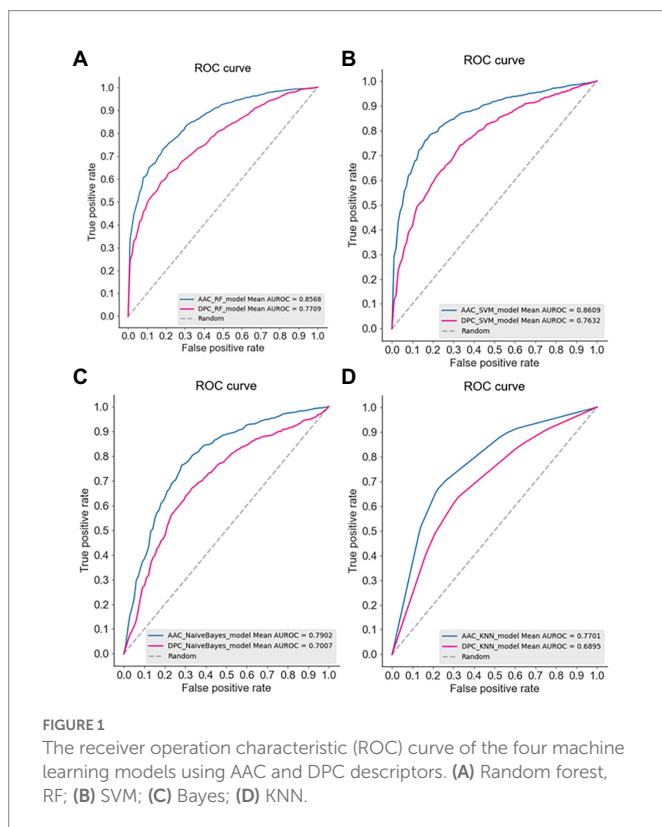 A
ROC curve
1.0
0.9
0.8
0.7
0.6
0.5
0.4
0.3
0.2
0.1
0.0
True positive rate
AAC_RF_model Mean AUROC = 0.8568
DPC_RF_model Mean AUROC = 0.7709
Random
0.0 0.1 0.2 0.3 0.4 0.5 0.6 0.7 0.8 0.9 1.0
False positive rate
B
ROC curve
1.0
0.9
0.8
0.7
0.6
0.5
0.4
0.3
0.2
0.1
0.0
True positive rate
AAC_SVM_model Mean AUROC = 0.8609
DPC_SVM_model Mean AUROC = 0.7632
Random
0.0 0.1 0.2 0.3 0.4 0.5 0.6 0.7 0.8 0.9 1.0
False positive rate
C
ROC curve
1.0
0.9
0.8
0.7
0.6
0.5
0.4
0.3
0.2
0.1
0.0
True positive rate
AAC_NaiveBayes_model Mean AUROC = 0.7902
DPC_NaiveBayes_model Mean AUROC = 0.7007
Random
0.0 0.1 0.2 0.3 0.4 0.5 0.6 0.7 0.8 0.9 1.0
False positive rate
D
ROC curve
1.0
0.9
0.8
0.7
0.6
0.5
0.4
0.3
0.2
0.1
0.0
True positive rate
AAC_KNN_model Mean AUROC = 0.7701
DPC_KNN_model Mean AUROC = 0.6895
Random
0.0 0.1 0.2 0.3 0.4 0.5 0.6 0.7 0.8 0.9 1.0
False positive rate
FIGURE 1
The receiver operation characteristic (ROC) curve of the four machine
learning models using AAC and DPC descriptors. (A) Random forest,
RF; (B) SVM; (C) Bayes; (D) KNN.